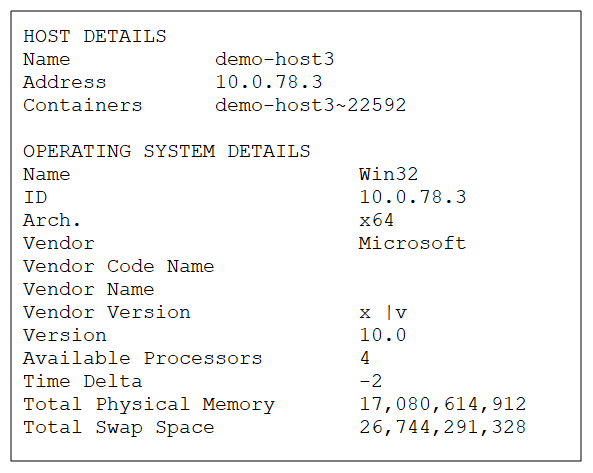 HOST DETAILS
Name demo-host3
Address 10.0.78.3
Containers demo-host3~22592
OPERATING SYSTEM DETAILS
Name Win32
ID 10.0.78.3
Arch. x64
Vendor Microsoft
Vendor Code Name
Vendor Name
Vendor Version x |v
Version 10.0
Available Processors 4
Time Delta -2
Total Physical Memory 17,080,614,912
Total Swap Space 26,744,291,328